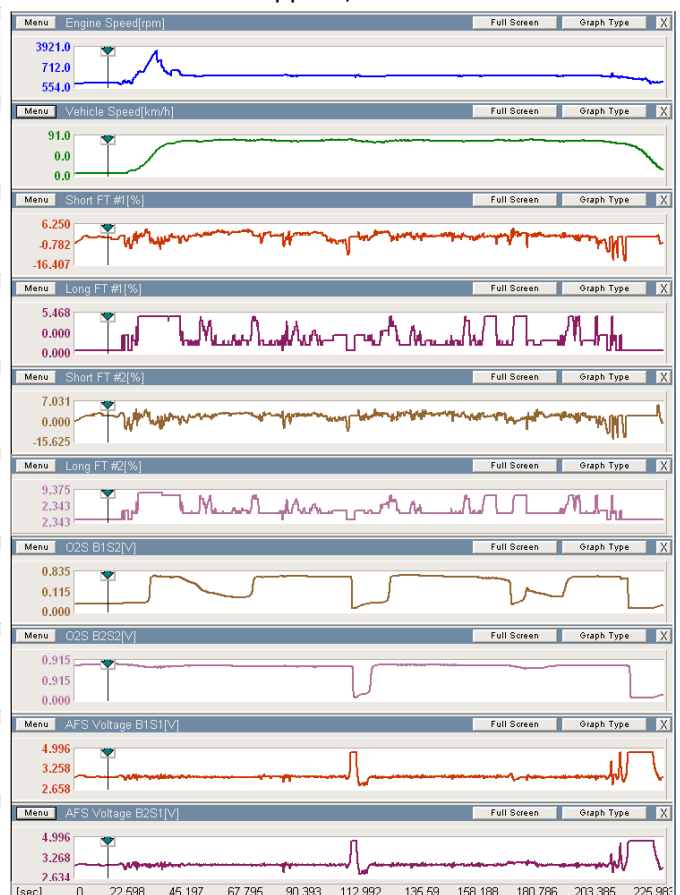 Menu Engine Speed[rpm] Full Screen Graph Type X
3921.0
712.0
554.0
Menu Vehicle Speed[km/h] Full Screen Graph Type X
91.0
0.0
0.0
Menu Short FT #1[%] Full Screen Graph Type X
6.250
-0.782
-16.407
Menu Long FT #1[%] Full Screen Graph Type X
5.468
0.000
0.000
Menu Short FT #2[%] Full Screen Graph Type X
7.031
0.000
-15.625
Menu Long FT #2[%] Full Screen Graph Type X
9.375
2.343
2.343
Menu O2S B1S2[V] Full Screen Graph Type X
0.835
0.115
0.000
Menu O2S B2S2[V] Full Screen Graph Type X
0.915
0.915
0.000
Menu AFS Voltage B1S1[V] Full Screen Graph Type X
4.996
3.258
2.658
Menu AFS Voltage B2S1[V] Full Screen Graph Type X
4.996
3.268
2.634
[sec] 0 22.598 45.197 67.795 90.393 112.992 135.59 158.188 180.786 203.385 225.983